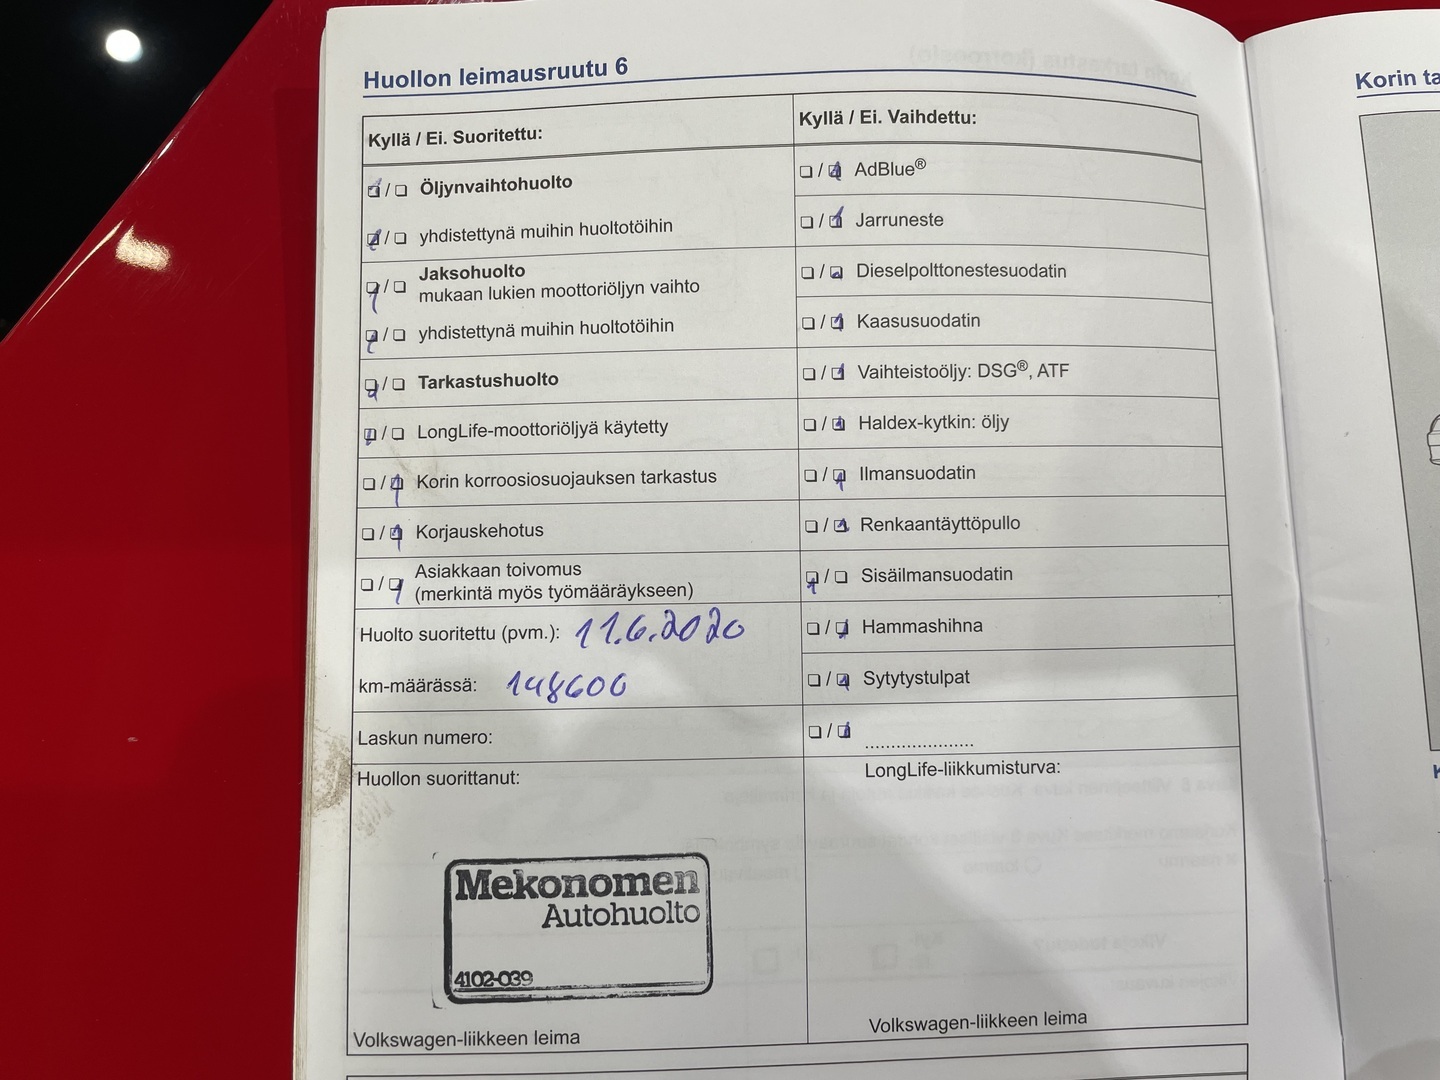 Huollon leimausruutu 6
Kyllä / Ei. Suoritettu:
☑ / ☐ Öljynvaihtohuolto
☑ / ☐ yhdistettynä muihin huoltotöihin
☑ / ☐ Jaksohuolto
mukaan lukien moottoriöljyn vaihto
☑ / ☐ yhdistettynä muihin huoltotöihin
☑ / ☐ Tarkastushuolto
☑ / ☐ LongLife-moottoriöljyä käytetty
☐ / ☑ Korin korroosiosuojauksen tarkastus
☐ / ☑ Korjauskehotus
☐ / ☑ Asiakkaan toivomus
(merkintä myös työmääräykseen)
Huolto suoritettu (pvm.): 11.6.2020
km-määrässä: 148600
Laskun numero:
Huollon suorittanut:
Mekonomen
Autohuolto
4102-039
Volkswagen-liikkeen leima
Kyllä / Ei. Vaihdettu:
☐ / ☑ AdBlue®
☐ / ☑ Jarruneste
☐ / ☑ Dieselpolttonestesuodatin
☐ / ☑ Kaasusuodatin
☐ / ☑ Vaihteistoöljy: DSG®, ATF
☐ / ☑ Haldex-kytkin: öljy
☐ / ☑ Ilmansuodatin
☐ / ☑ Renkaantäyttöpullo
☑ / ☐ Sisäilmansuodatin
☐ / ☑ Hammashihna
☐ / ☑ Sytytystulpat
☐ / ☑ .....................
LongLife-liikkumisturva:
Volkswagen-liikkeen leima
Korin ta